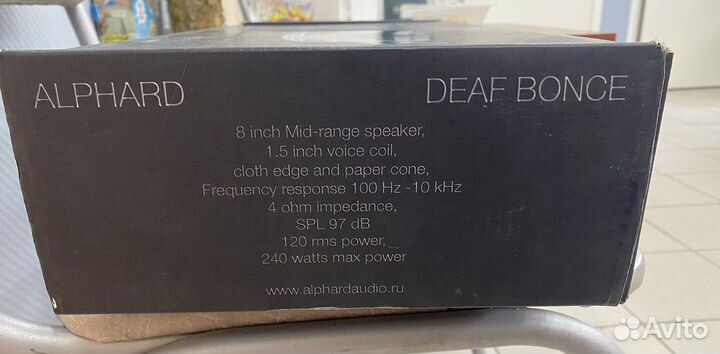 ALPHARD DEAF BONCE
8 inch Mid-range speaker,
1.5 inch voice coil,
cloth edge and paper cone,
Frequency response 100 Hz -10 kHz
4 ohm impedance,
SPL 97 dB
120 rms power,
240 watts max power
www.alphardaudio.ru
Avito